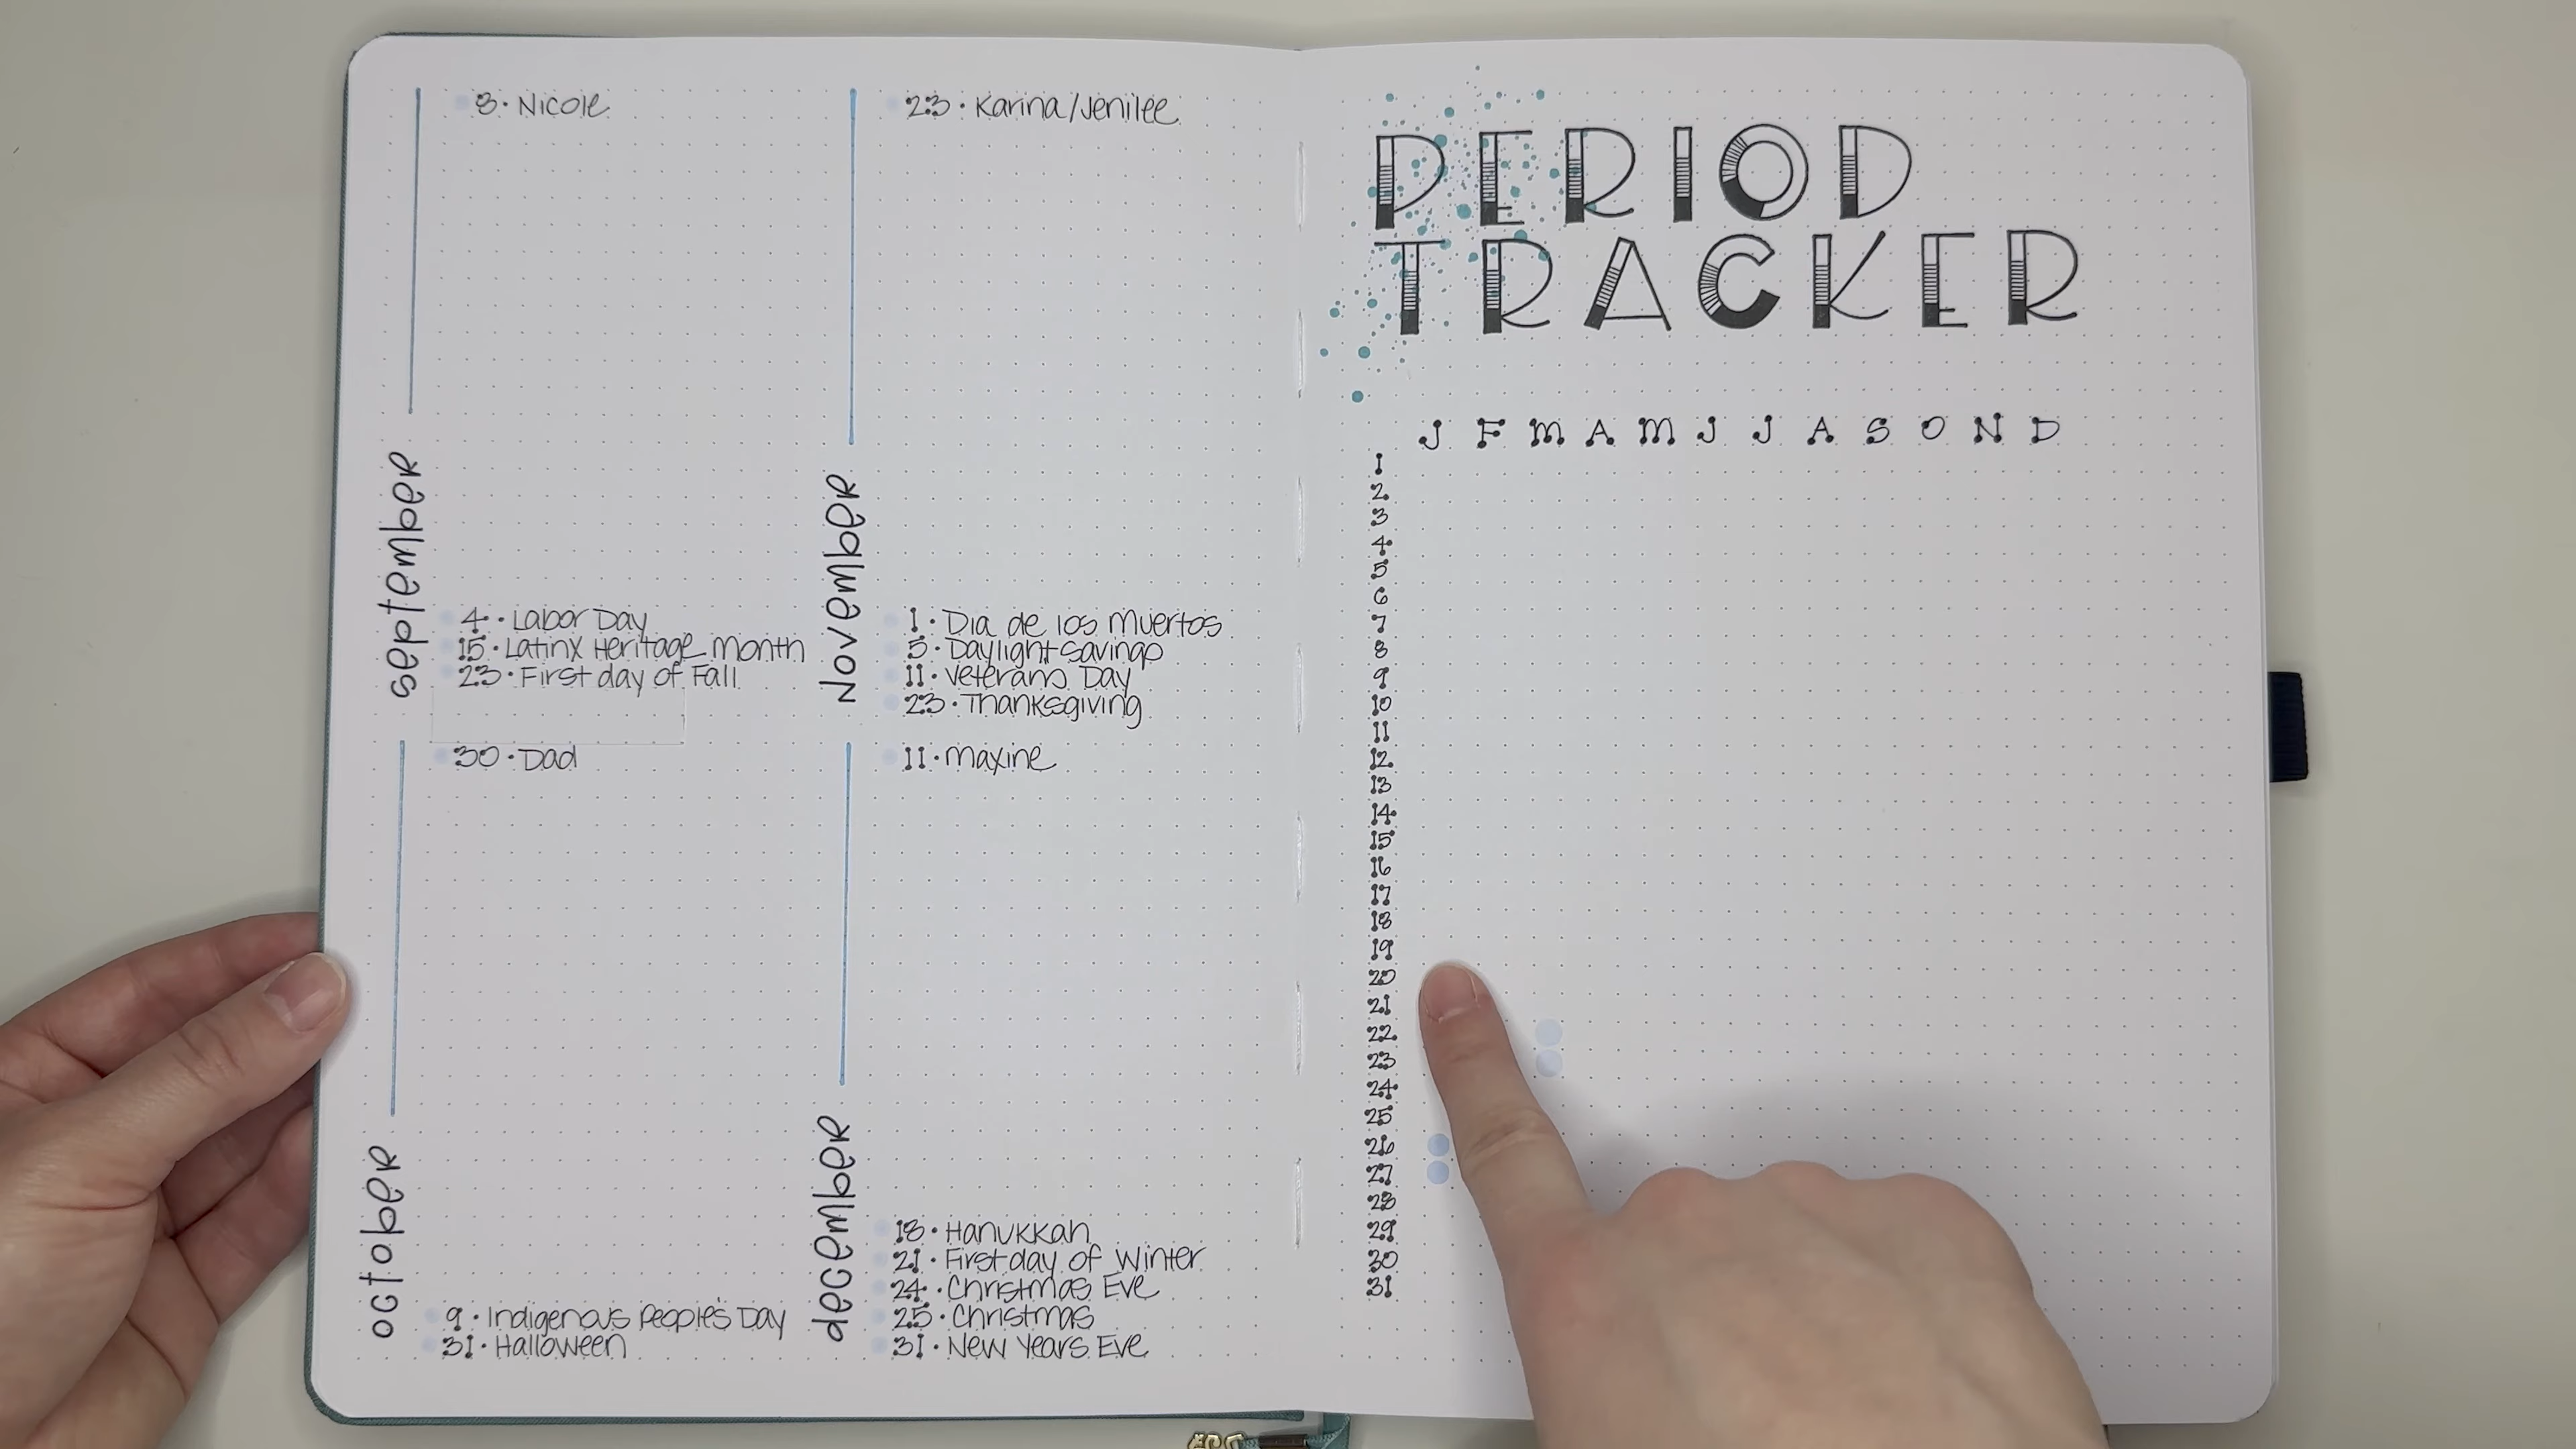 8 • Nicole
september
4 • Labor Day
15 • Latinx Heritage Month
23 • First day of Fall
30 • Dad
october
9 • Indigenous People's Day
31 • Halloween
23 • Karina/Jenilee
November
1 • Dia de los Muertos
5 • Daylight Savings
11 • Veterans Day
23 • Thanksgiving
11 • Maxine
december
18 • Hanukkah
21 • First day of Winter
24 • Christmas Eve
25 • Christmas
31 • New Years Eve
PERIOD
TRACKER
J F M A M J J A S O N D
1
2
3
4
5
6
7
8
9
10
11
12
13
14
15
16
17
18
19
20
21
22
23
24
25
26
27
28
29
30
31